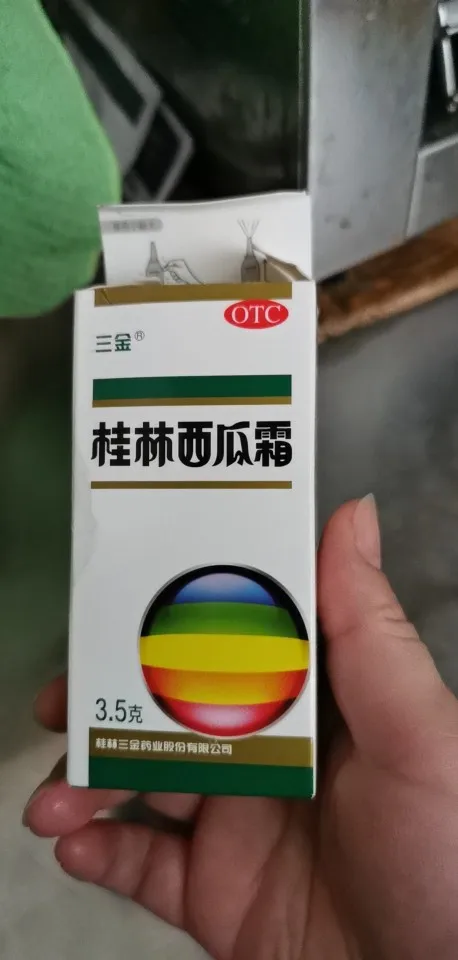 OTC
三金®
桂林西瓜霜
3.5克
桂林三金药业股份有限公司